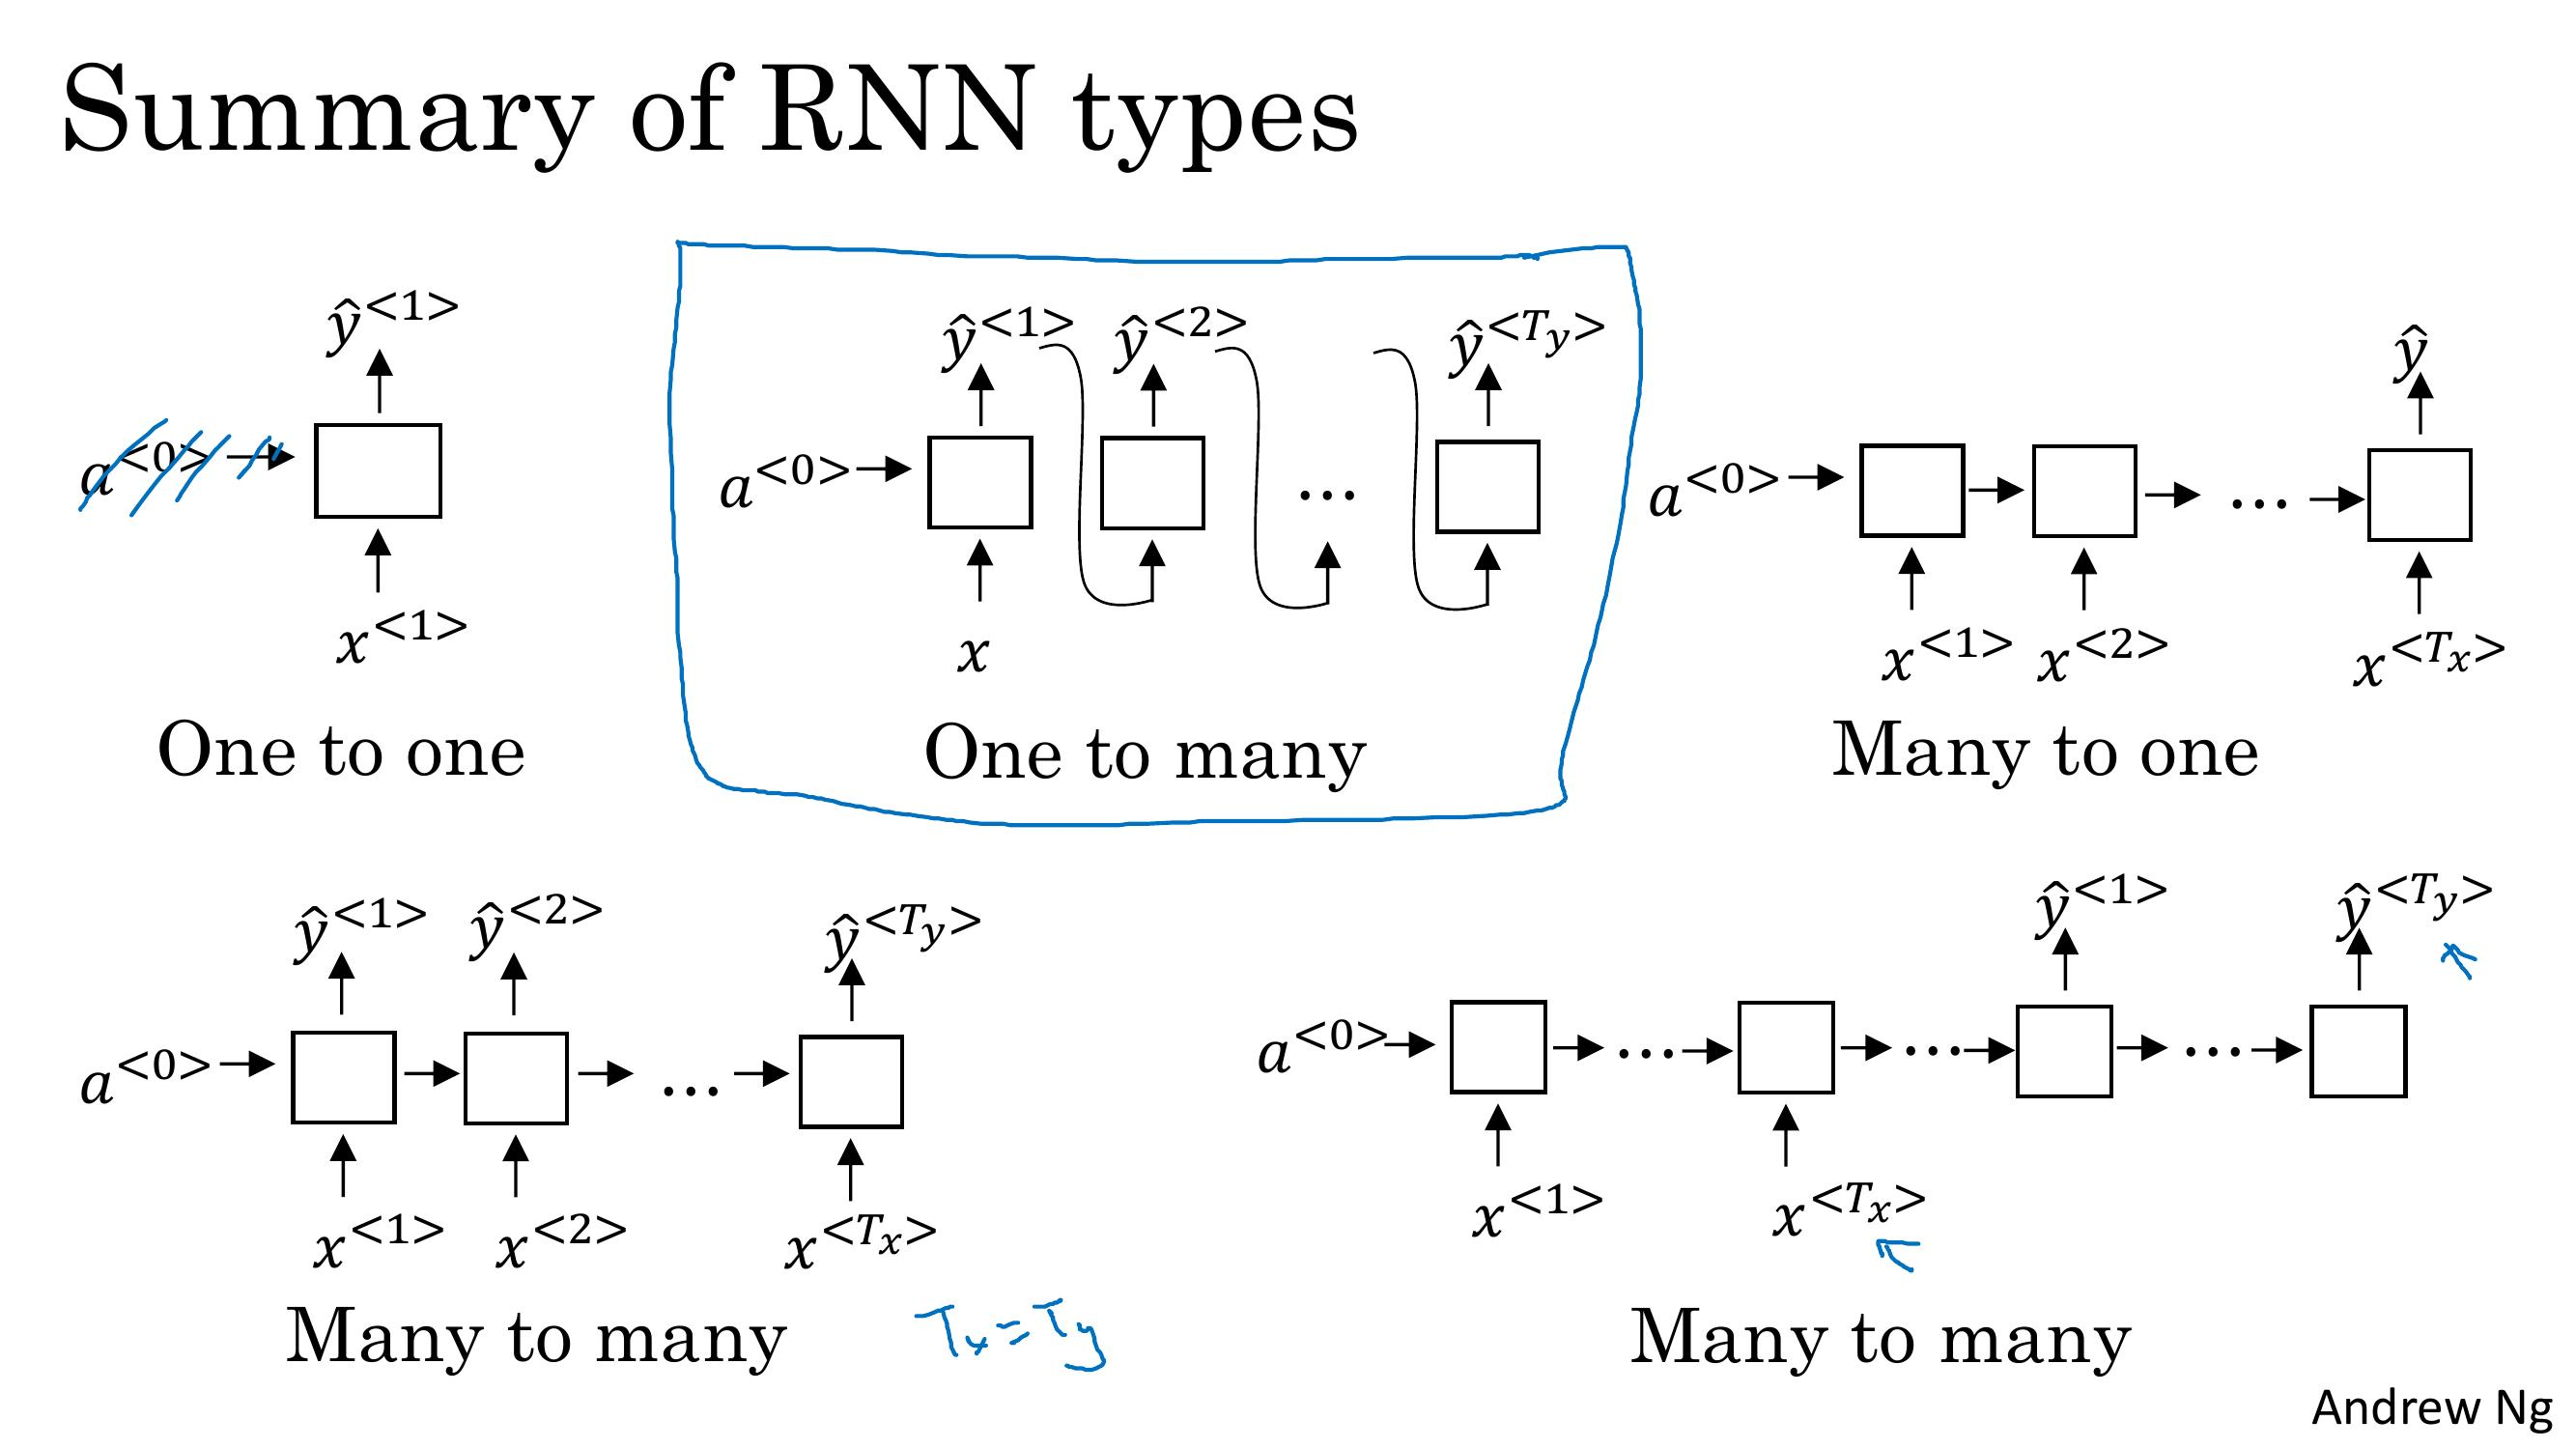 Summary of RNN types
ŷ<1>
a<0>
x<1>
One to one
ŷ<1> ŷ<2> ŷ<Ty>
a<0> ...
x
One to many
ŷ
a<0> ...
x<1> x<2> x<Tx>
Many to one
ŷ<1> ŷ<2> ŷ<Ty>
a<0> ...
x<1> x<2> x<Tx>
Many to many Tx=Ty
ŷ<1> ŷ<Ty>
a<0> ... ... ...
x<1> x<Tx>
Many to many
Andrew Ng